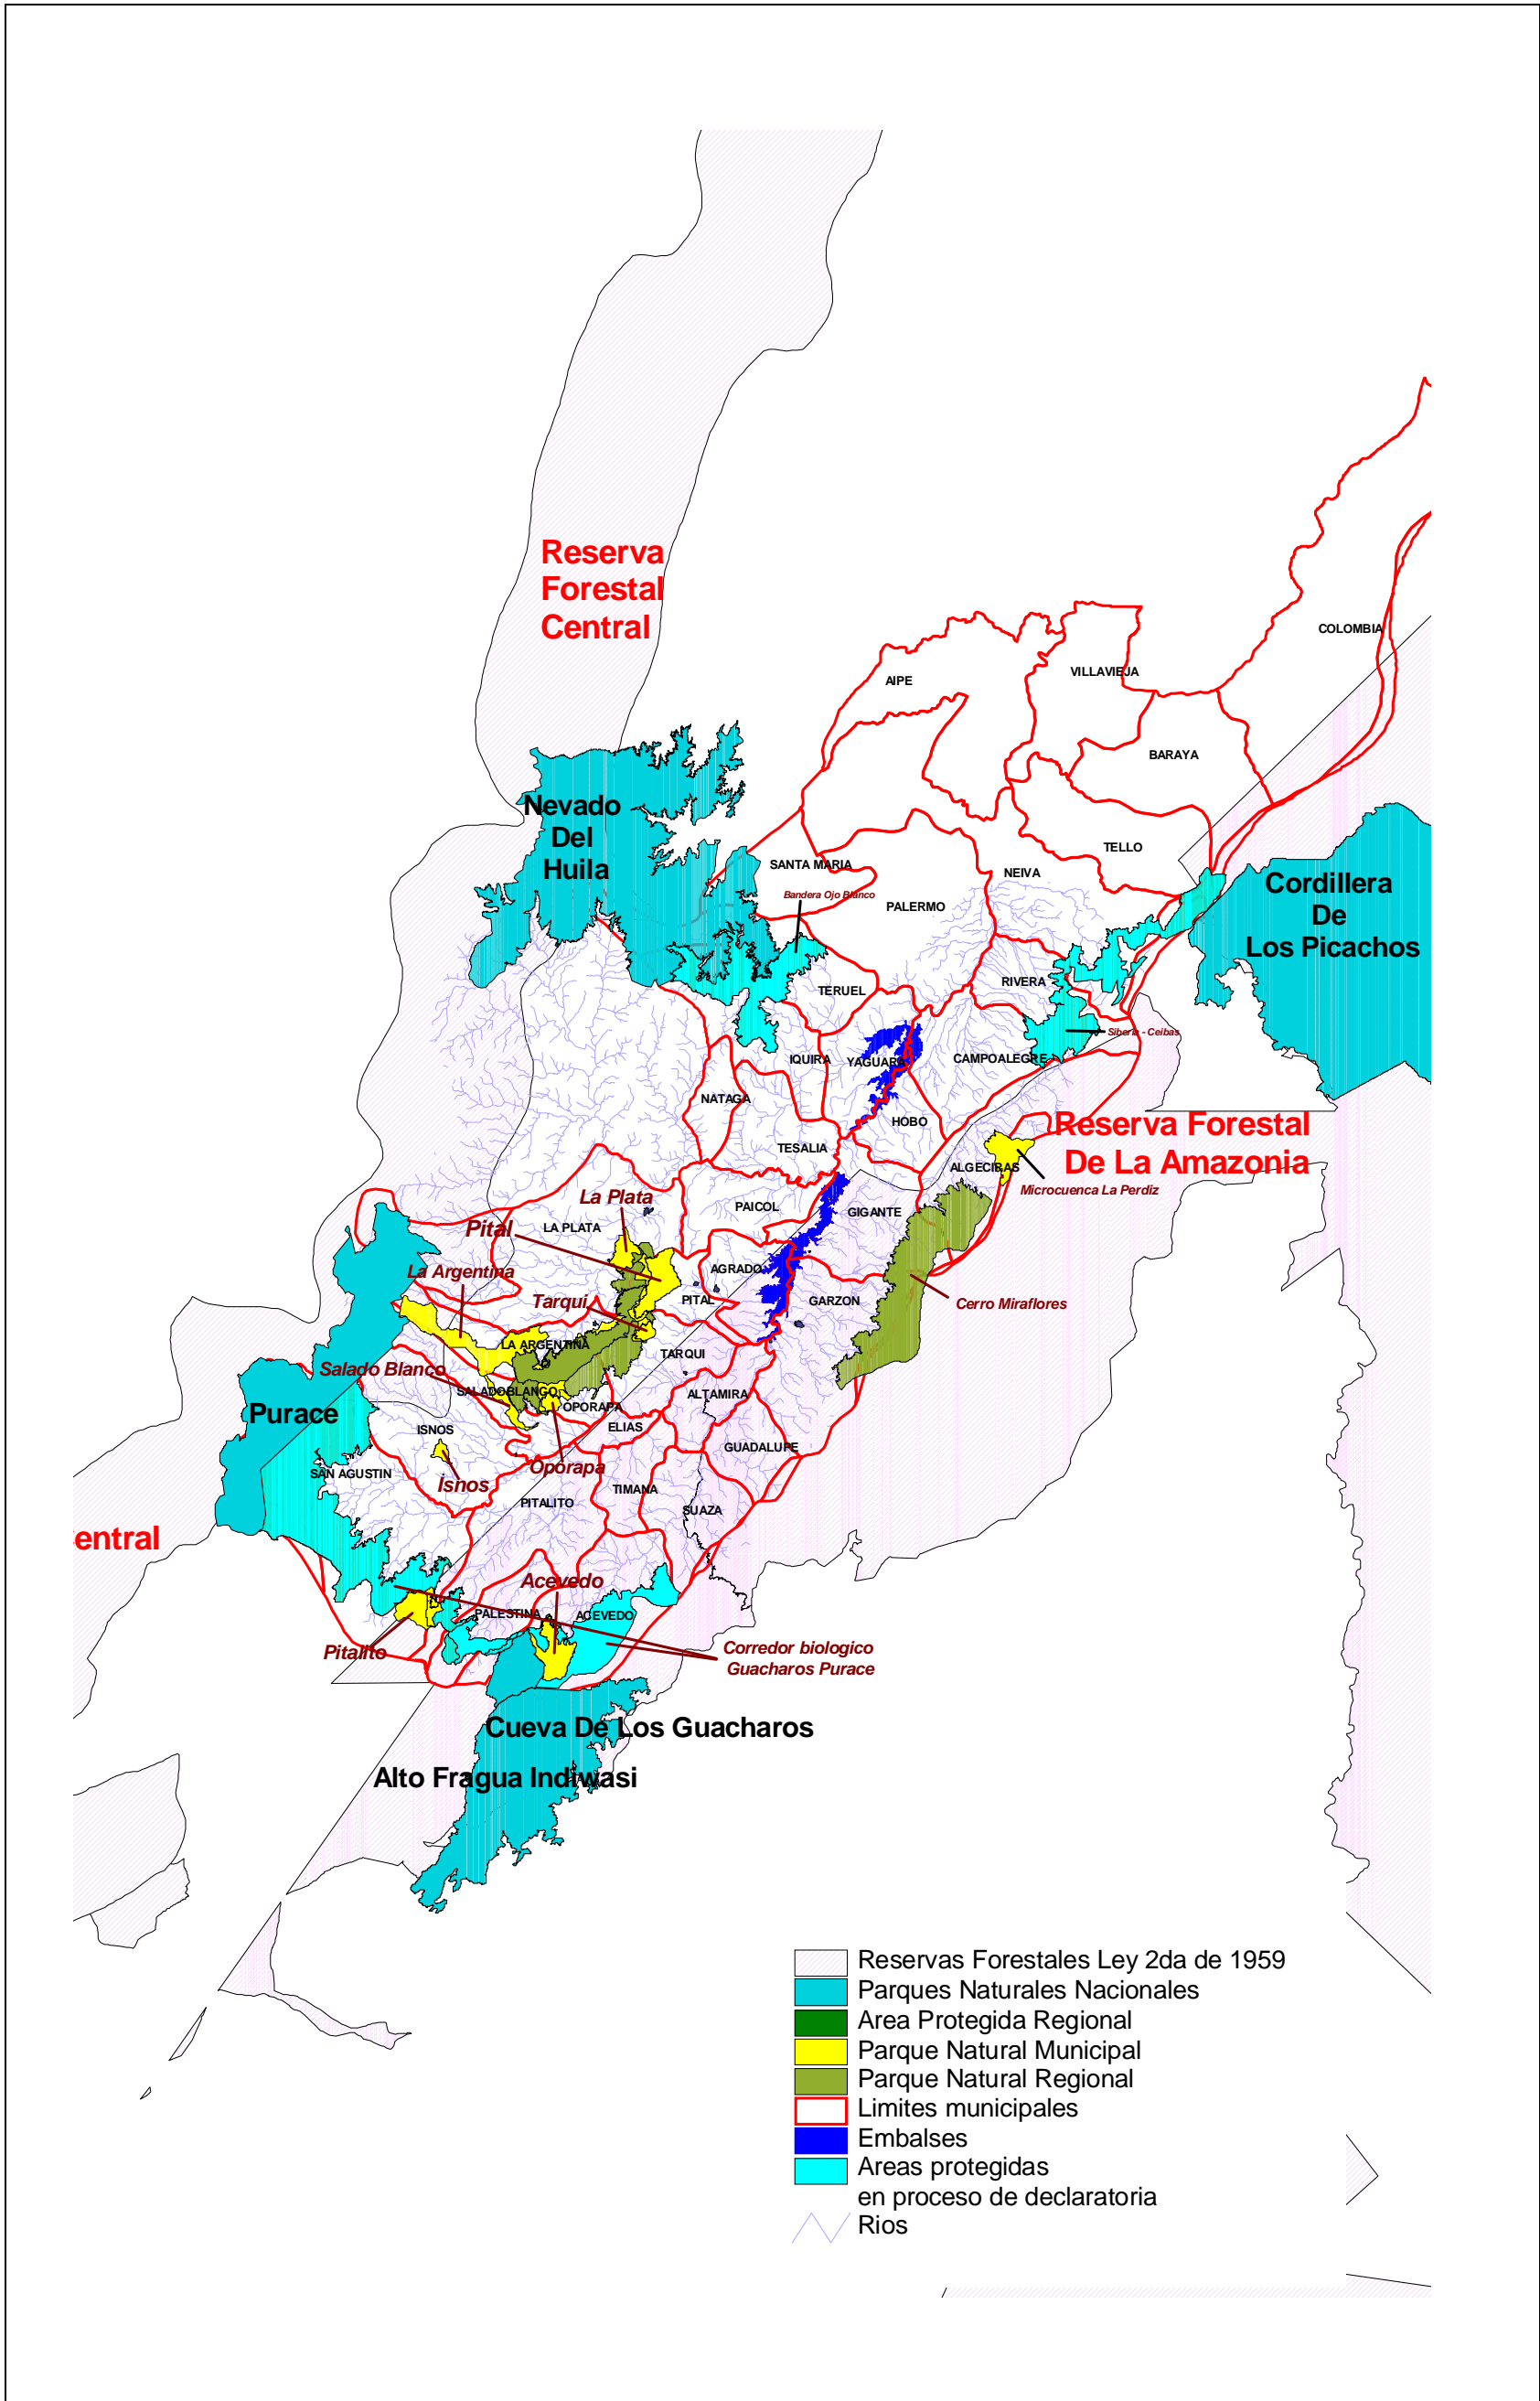 Reserva
Forestal
Central
COLOMBIA
VILLAVIEJA
AIPE
BARAYA
Nevado
Del
Huila
TELLO
SANTA MARIA
NEIVA
Bandera Ojo Blanco
PALERMO
Cordillera
De
Los Picachos
RIVERA
TERUEL
Siberia - Ceibas
IQUIRA
YAGUARA
CAMPOALEGRE
NATAGA
HOBO
Reserva Forestal
De La Amazonia
TESALIA
ALGECIRAS
Microcuenca La Perdiz
La Plata
PAICOL
GIGANTE
LA PLATA
Pital
AGRADO
La Argentina
Tarqui
PITAL
GARZON
Cerro Miraflores
LA ARGENTINA
TARQUI
Salado Blanco
SALADOBLANCO
ALTAMIRA
OPORAPA
Purace
ISNOS
ELIAS
GUADALUPE
Oporapa
SAN AGUSTIN
Isnos
TIMANA
PITALITO
SUAZA
entral
Acevedo
PALESTINA
ACEVEDO
Pitalito
Corredor biologico
Guacharos Purace
Cueva De Los Guacharos
Alto Fragua Indiwasi
Reservas Forestales Ley 2da de 1959
Parques Naturales Nacionales
Area Protegida Regional
Parque Natural Municipal
Parque Natural Regional
Limites municipales
Embalses
Areas protegidas
en proceso de declaratoria
Rios